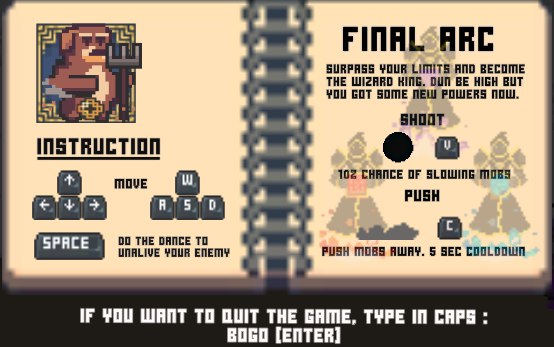 INSTRUCTION
↑
MOVE
W
← ↓ →
A S D
SPACE
DO THE DANCE TO
UNALIVE YOUR ENEMY
FINAL ARC
SURPASS YOUR LIMITS AND BECOME
THE WIZARD KING. DUN BE HIGH BUT
YOU GOT SOME NEW POWERS NOW.
SHOOT
V
10% CHANCE OF SLOWING MOBS
PUSH
C
PUSH MOBS AWAY. 5 SEC COOLDOWN
IF YOU WANT TO QUIT THE GAME, TYPE IN CAPS :
BOGO [ENTER]